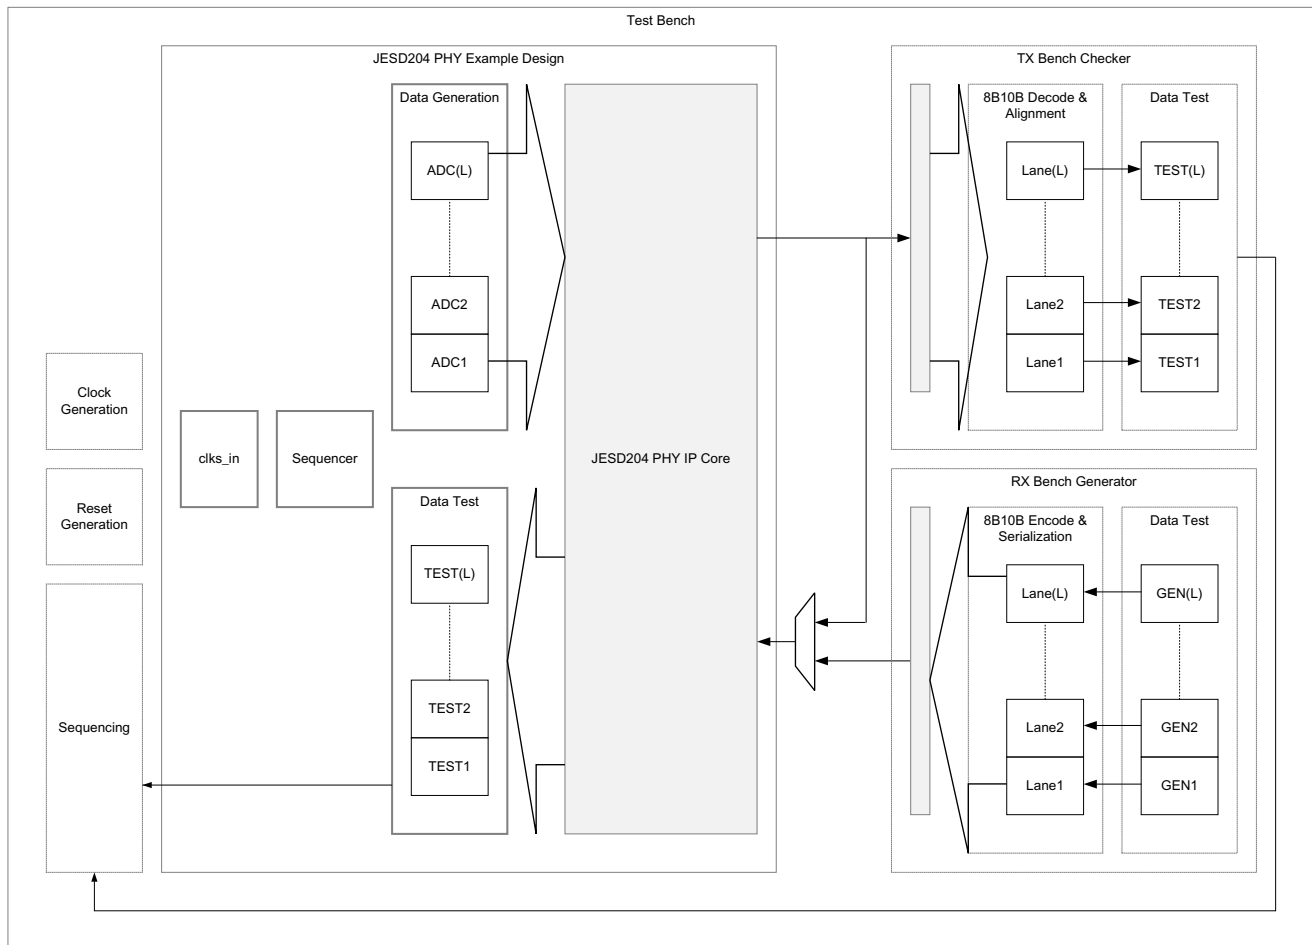 Test Bench
JESD204 PHY Example Design
Data Generation
ADC(L)
ADC2
ADC1
JESD204 PHY IP Core
TX Bench Checker
8B10B Decode &
Alignment
Data Test
Lane(L)
TEST(L)
Lane2
TEST2
Lane1
TEST1
Clock
Generation
Reset
Generation
Sequencing
clks_in
Sequencer
Data Test
TEST(L)
TEST2
TEST1
RX Bench Generator
8B10B Encode &
Serialization
Data Test
Lane(L)
GEN(L)
Lane2
GEN2
Lane1
GEN1